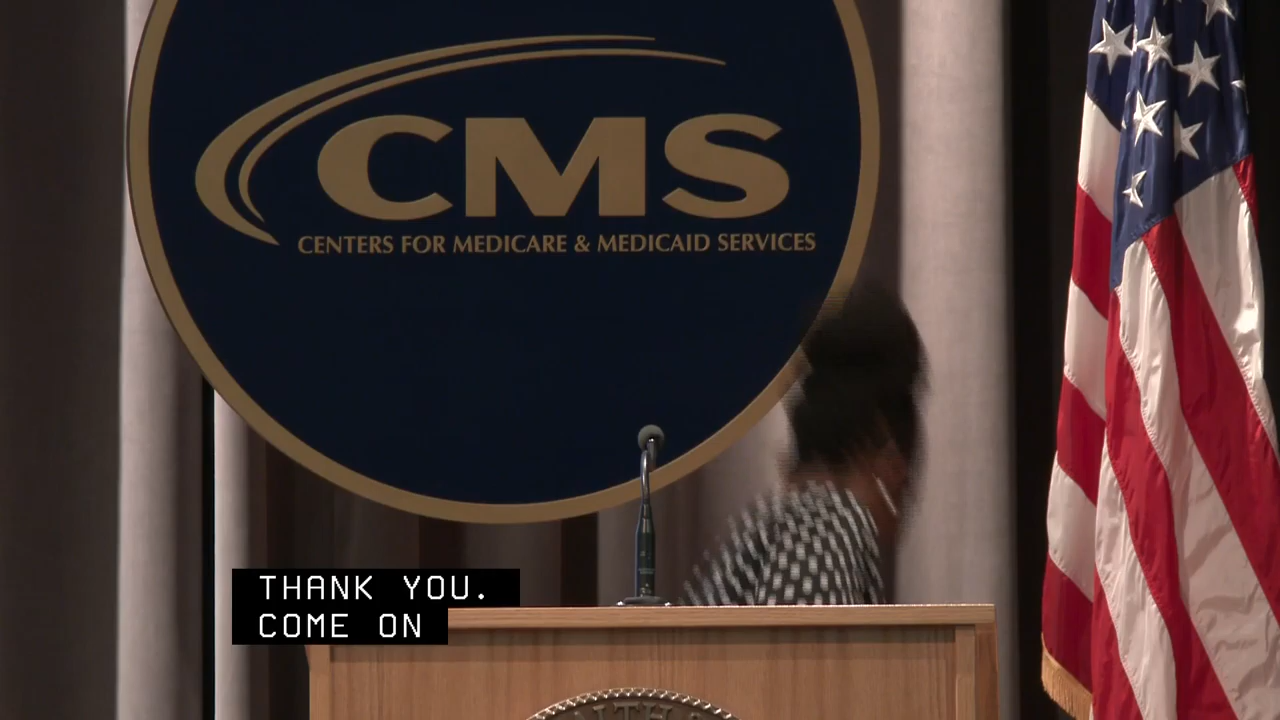 CMS
CENTERS FOR MEDICARE & MEDICAID SERVICES
THANK YOU.
COME ON